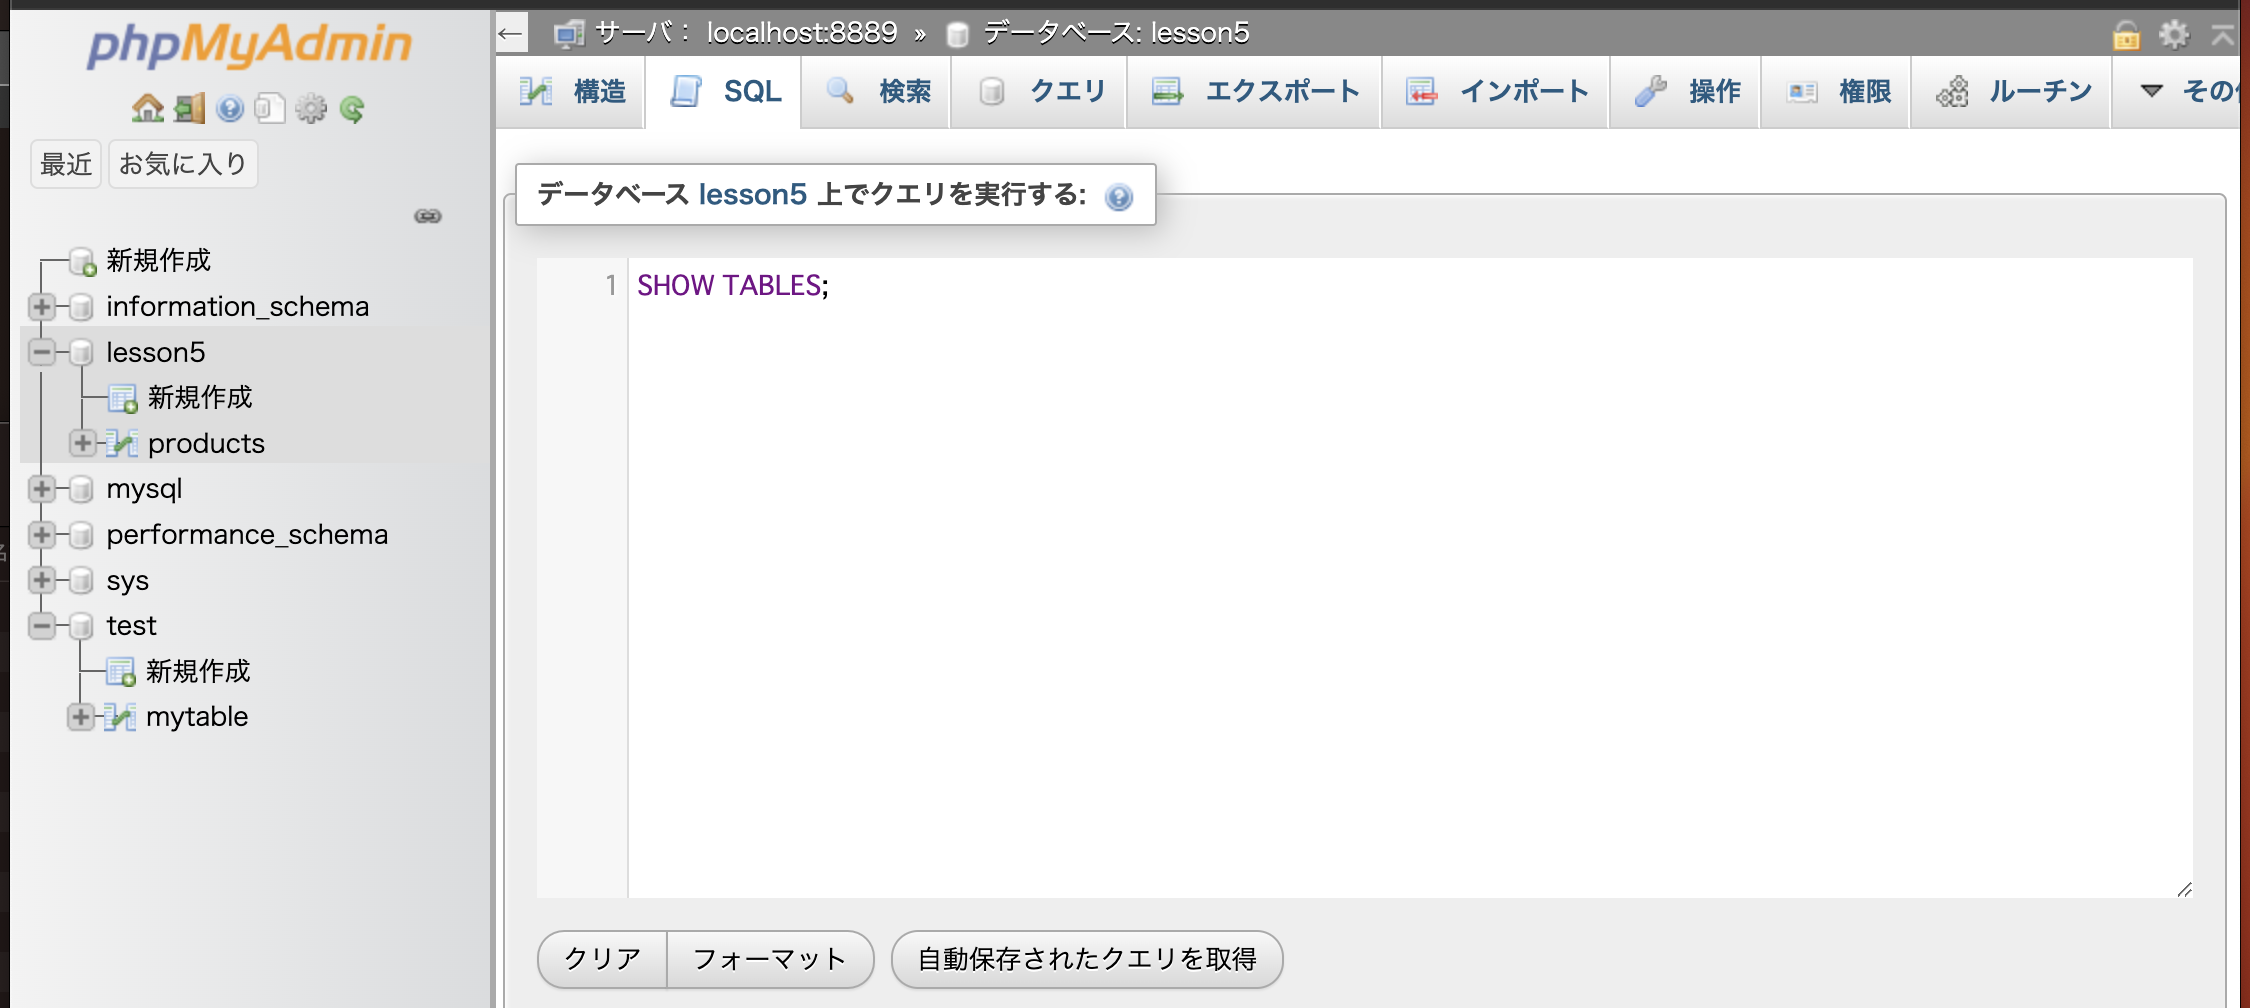 phpMyAdmin
最近 お気に入り
新規作成
information_schema
lesson5
新規作成
products
mysql
performance_schema
sys
test
新規作成
mytable
← サーバ： localhost:8889 » データベース: lesson5
構造 SQL 検索 クエリ エクスポート インポート 操作 権限 ルーチン その
データベース lesson5 上でクエリを実行する:
1 SHOW TABLES;
クリア フォーマット 自動保存されたクエリを取得